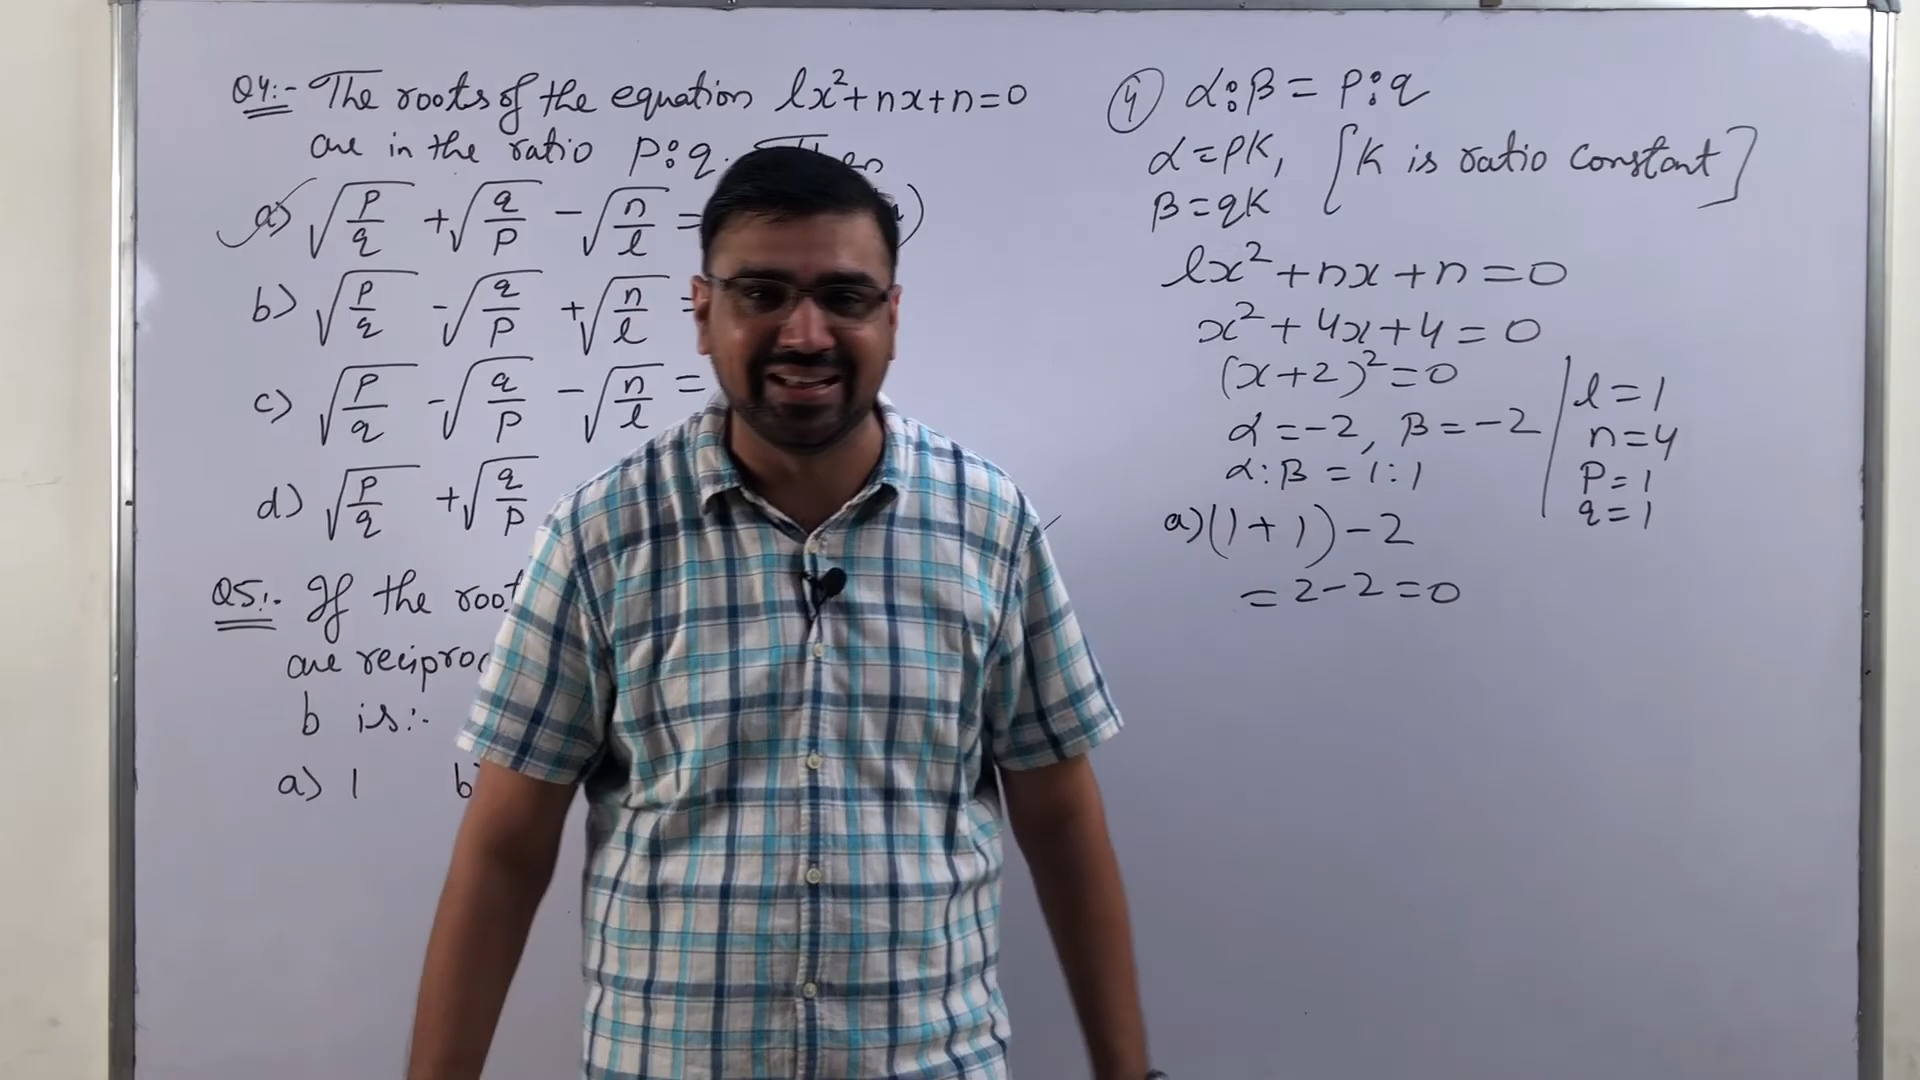 Q4:- The roots of the equation lx²+nx+n=0
are in the ratio p:q.
a) √(p/q) + √(q/p) - √(n/l) =
b) √(p/q) - √(q/p) + √(n/l) =
c) √(p/q) - √(q/p) - √(n/l) =
d) √(p/q) + √(q/p)
Q5:- If the root
are reciproc
b is:-
a) 1 b)
④ α:β = p:q
α=pK, [K is ratio constant]
β=qK
lx²+nx+n=0
x²+4x+4=0
(x+2)²=0
α=-2, β=-2
α:β = 1:1
l=1
n=4
p=1
q=1
a) (1+1)-2
=2-2=0